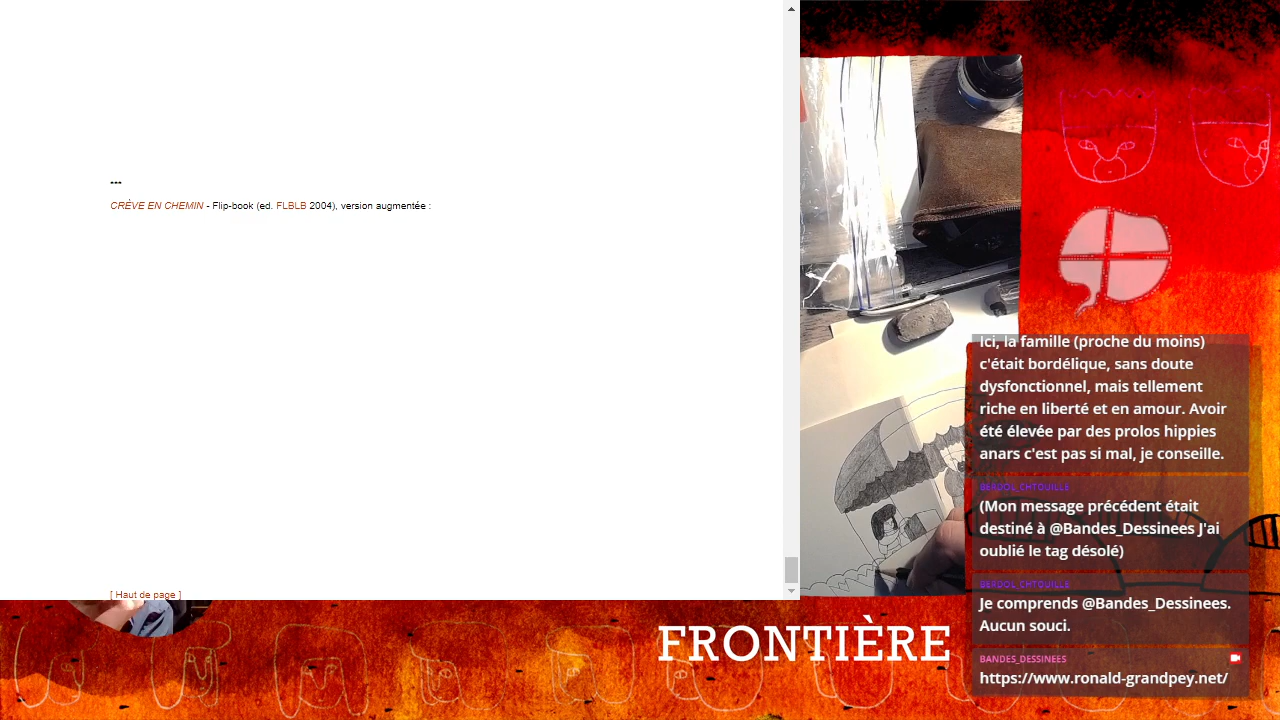 ---
CRÈVE EN CHEMIN - Flip-book (ed. FLBLB 2004), version augmentée :
[ Haut de page ]
FRONTIÈRE
Ici, la famille (proche du moins)
c'était bordélique, sans doute
dysfonctionnel, mais tellement
riche en liberté et en amour. Avoir
été élevée par des prolos hippies
anars c'est pas si mal, je conseille.
BERDOL_CHTOUILLE
(Mon message précédent était
destiné à @Bandes_Dessinees J'ai
oublié le tag désolé)
BERDOL_CHTOUILLE
Je comprends @Bandes_Dessinees.
Aucun souci.
BANDES_DESSINEES
https://www.ronald-grandpey.net/